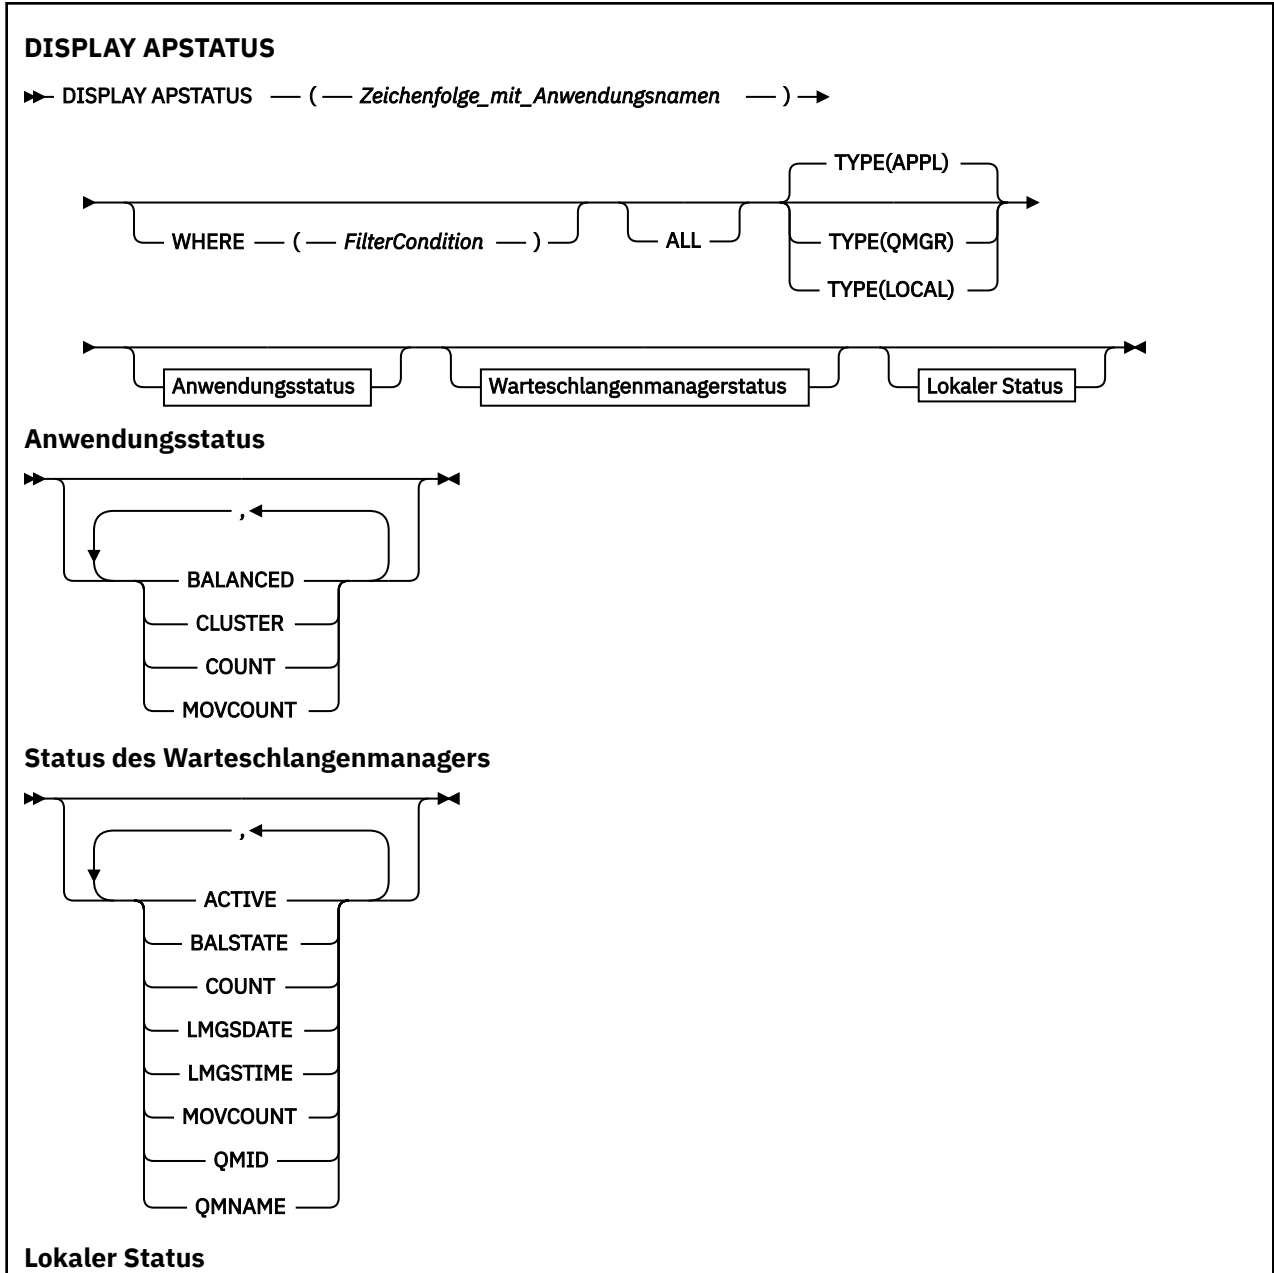 DISPLAY APSTATUS
DISPLAY APSTATUS ( Zeichenfolge_mit_Anwendungsnamen )
TYPE(APPL)
WHERE ( FilterCondition ) ALL TYPE(QMGR)
TYPE(LOCAL)
Anwendungsstatus Warteschlangenmanagerstatus Lokaler Status
Anwendungsstatus
,
BALANCED
CLUSTER
COUNT
MOVCOUNT
Status des Warteschlangenmanagers
,
ACTIVE
BALSTATE
COUNT
LMGSDATE
LMGSTIME
MOVCOUNT
QMID
QMNAME
Lokaler Status